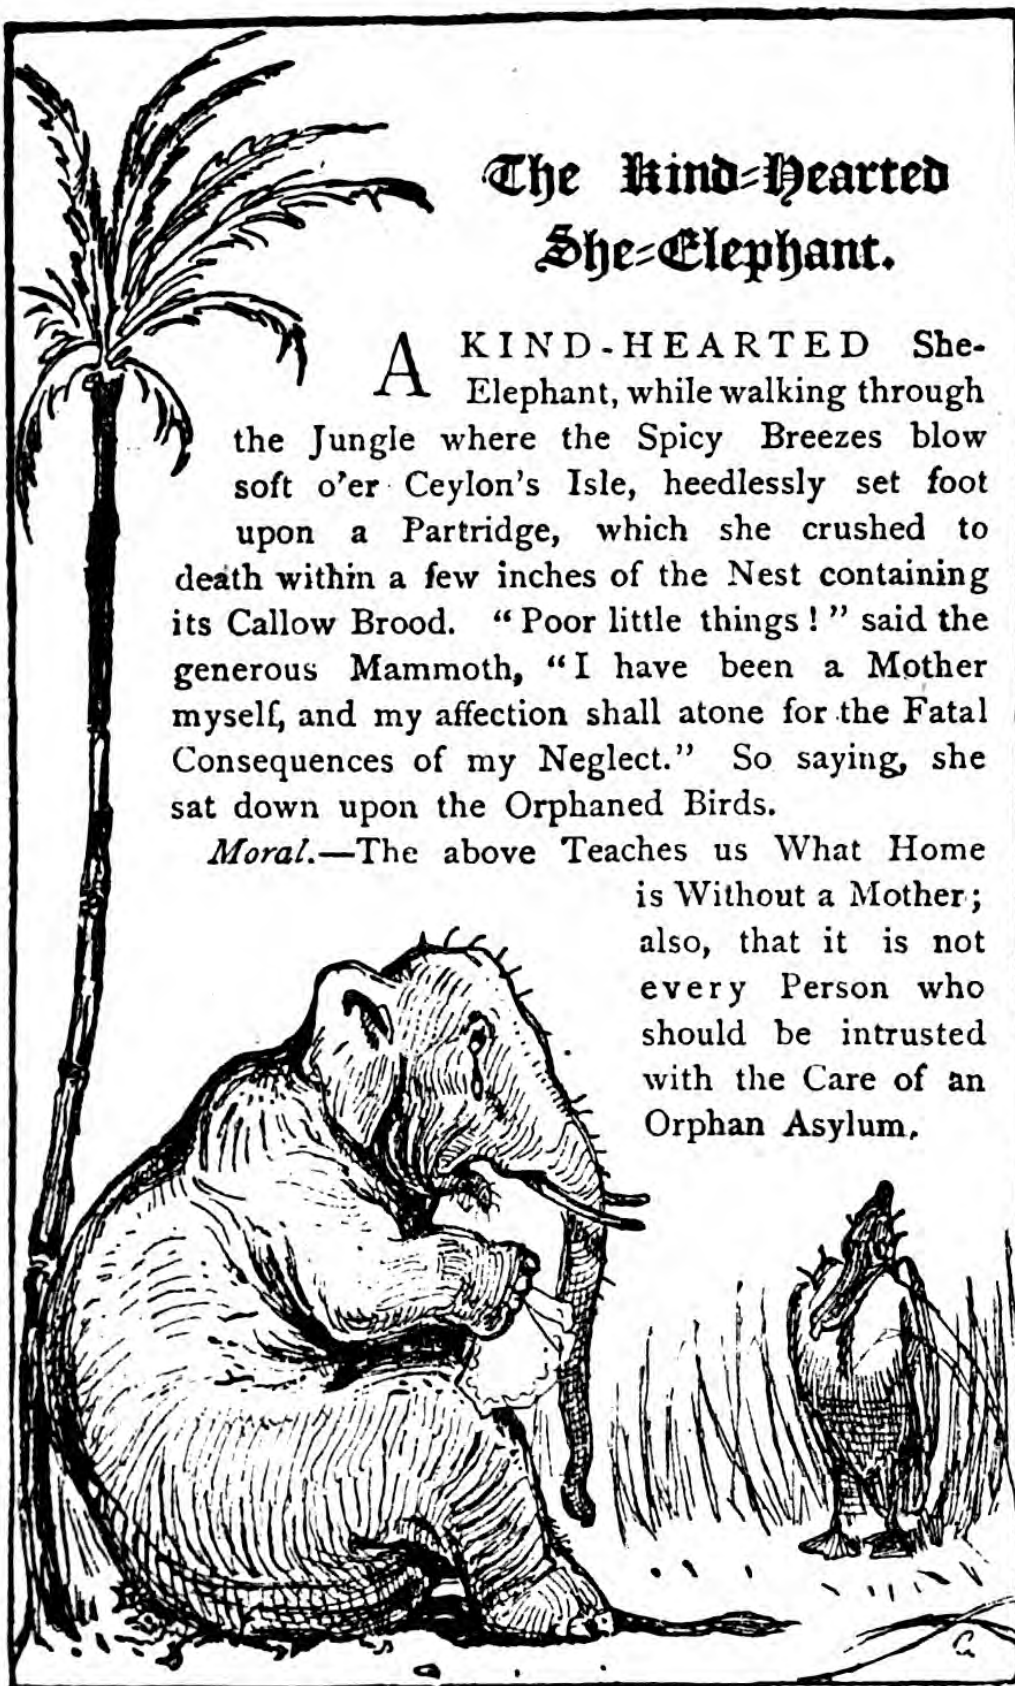 The Kind-Hearted
She-Elephant.
A KIND-HEARTED She-
Elephant, while walking through
the Jungle where the Spicy Breezes blow
soft o'er Ceylon's Isle, heedlessly set foot
upon a Partridge, which she crushed to
death within a few inches of the Nest containing
its Callow Brood. "Poor little things!" said the
generous Mammoth, "I have been a Mother
myself, and my affection shall atone for the Fatal
Consequences of my Neglect." So saying, she
sat down upon the Orphaned Birds.
Moral.—The above Teaches us What Home
is Without a Mother;
also, that it is not
every Person who
should be intrusted
with the Care of an
Orphan Asylum.
G